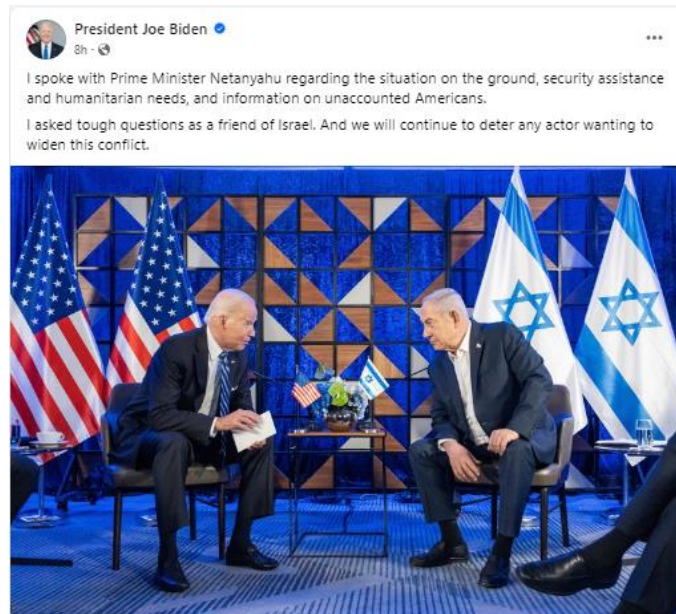 President Joe Biden
8h ·
I spoke with Prime Minister Netanyahu regarding the situation on the ground, security assistance
and humanitarian needs, and information on unaccounted Americans.
I asked tough questions as a friend of Israel. And we will continue to deter any actor wanting to
widen this conflict.